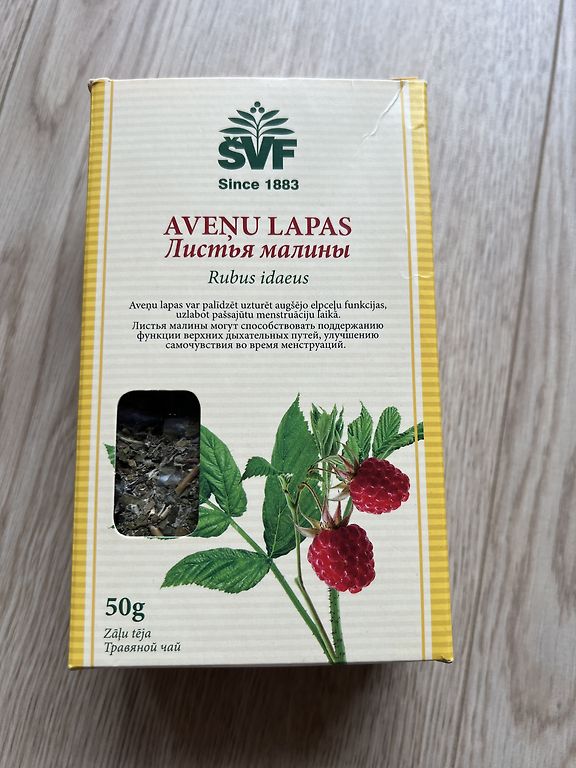 ŠVF
Since 1883
AVEŅU LAPAS
Листья малины
Rubus idaeus
Aveņu lapas var palīdzēt uzturēt augšējo elpceļu funkcijas,
uzlabot pašsajūtu menstruāciju laikā.
Листья малины могут способствовать поддержанию
функции верхних дыхательных путей, улучшению
самочувствия во время менструаций.
50g
Zāļu tēja
Травяной чай